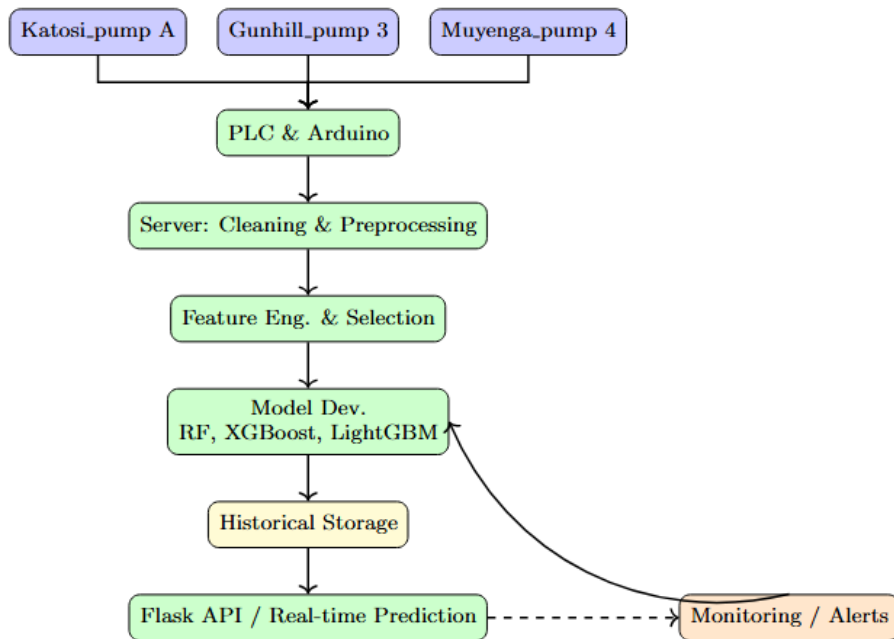 Katosi_pump A
Gunhill_pump 3
Muyenga_pump 4
PLC & Arduino
Server: Cleaning & Preprocessing
Feature Eng. & Selection
Model Dev.
RF, XGBoost, LightGBM
Historical Storage
Flask API / Real-time Prediction
Monitoring / Alerts